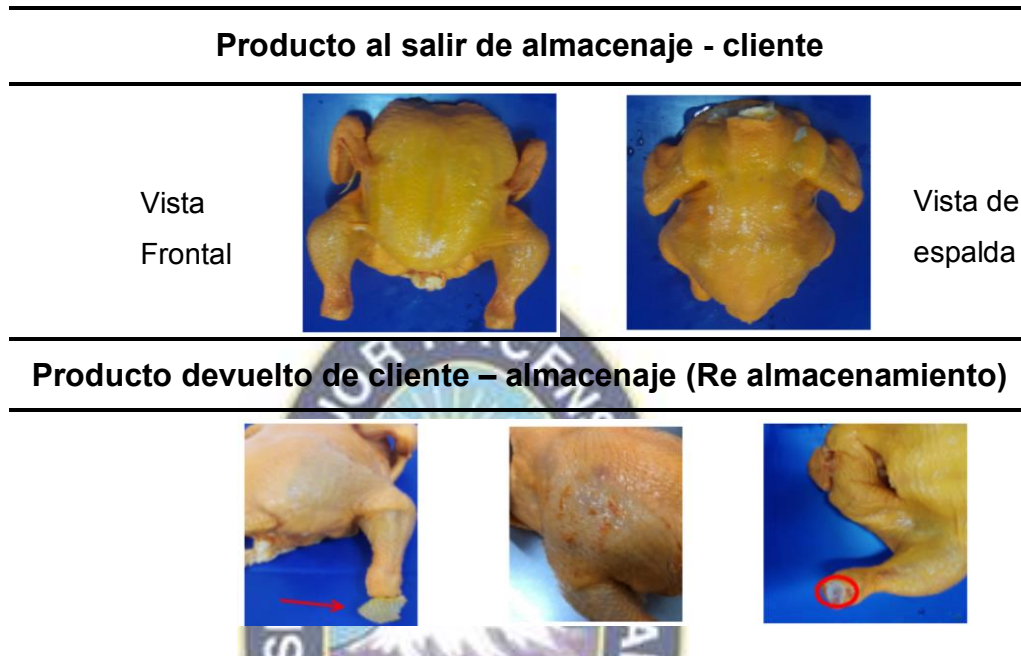 Producto al salir de almacenaje - cliente
Vista
Frontal
Vista de
espalda
Producto devuelto de cliente – almacenaje (Re almacenamiento)